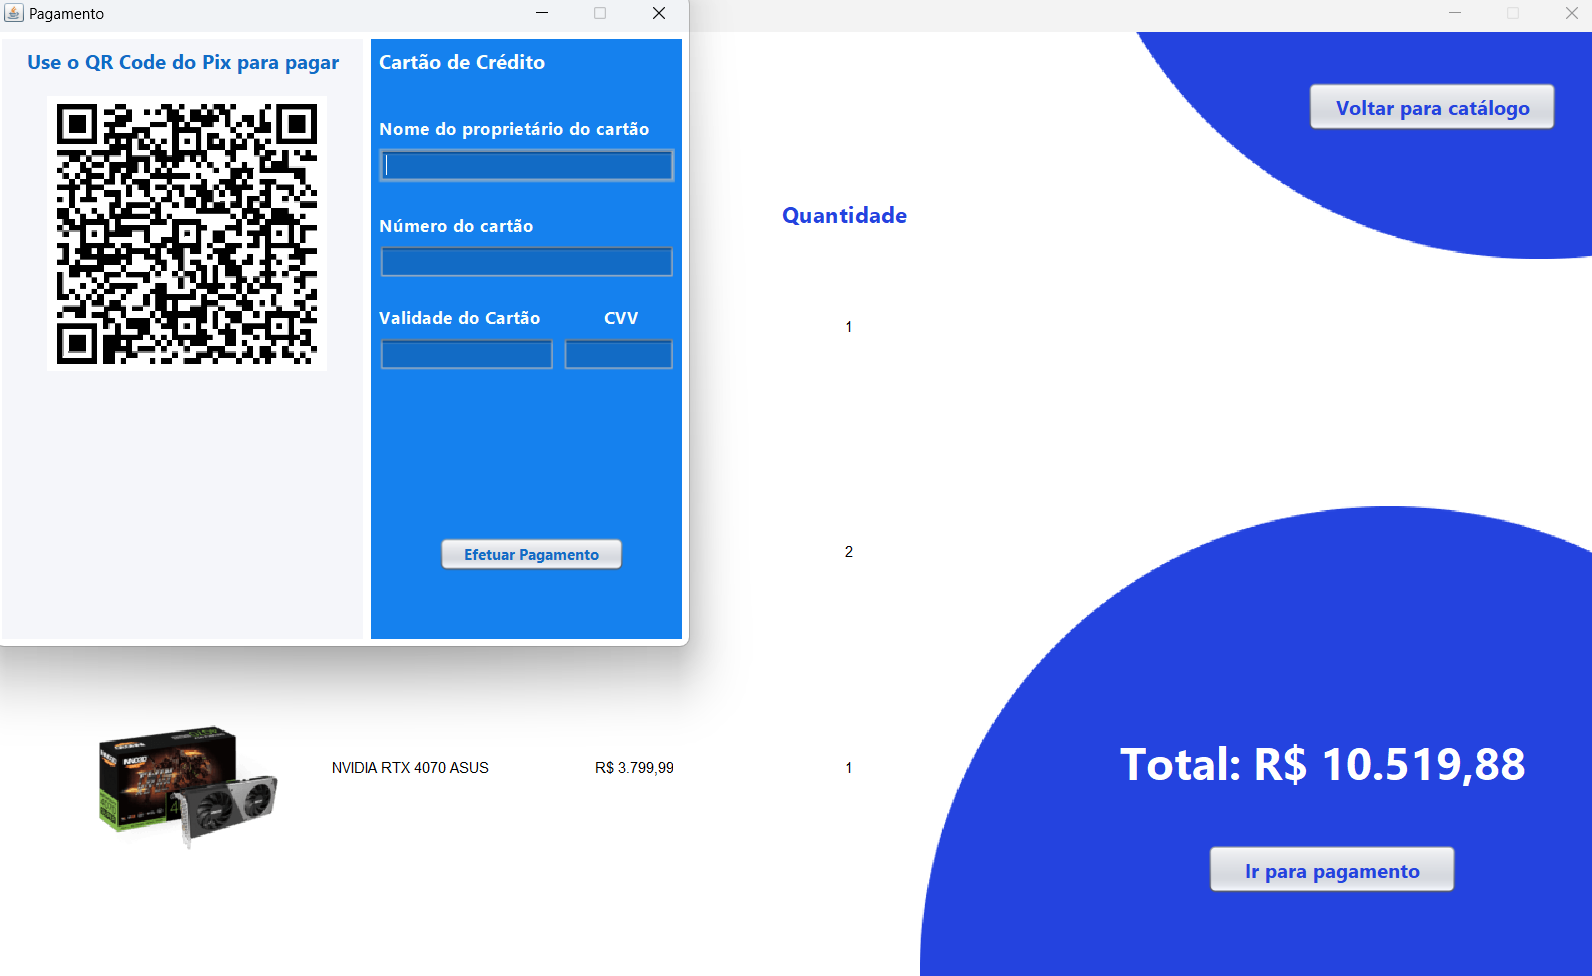 Pagamento
Use o QR Code do Pix para pagar
Cartão de Crédito
Nome do proprietário do cartão
Número do cartão
Validade do Cartão
CVV
Efetuar Pagamento
Voltar para catálogo
Quantidade
1
2
NVIDIA RTX 4070 ASUS
R$ 3.799,99
1
Total: R$ 10.519,88
Ir para pagamento